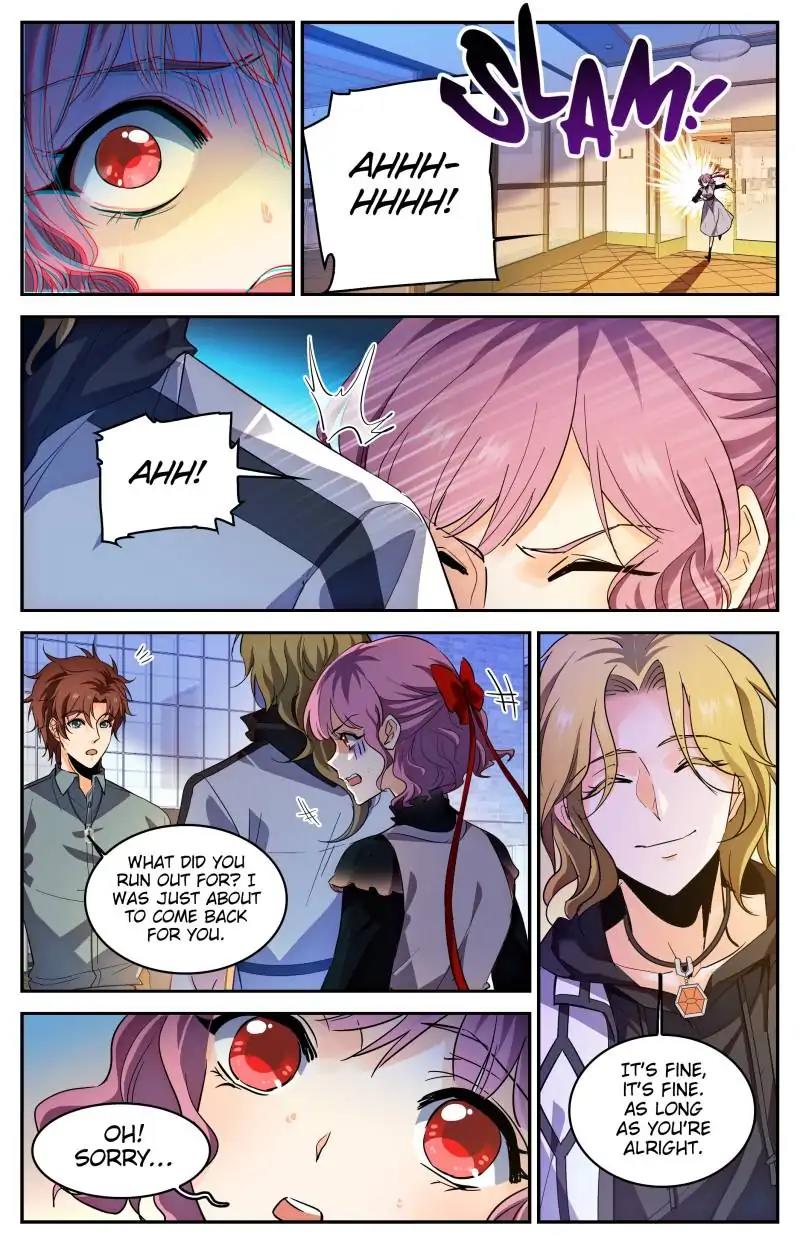 SLAM!
AHHH-
HHHH!
AHH!
WHAT DID YOU
RUN OUT FOR? I
WAS JUST ABOUT
TO COME BACK
FOR YOU.
IT'S FINE,
IT'S FINE.
AS LONG
AS YOU'RE
ALRIGHT.
OH!
SORRY...